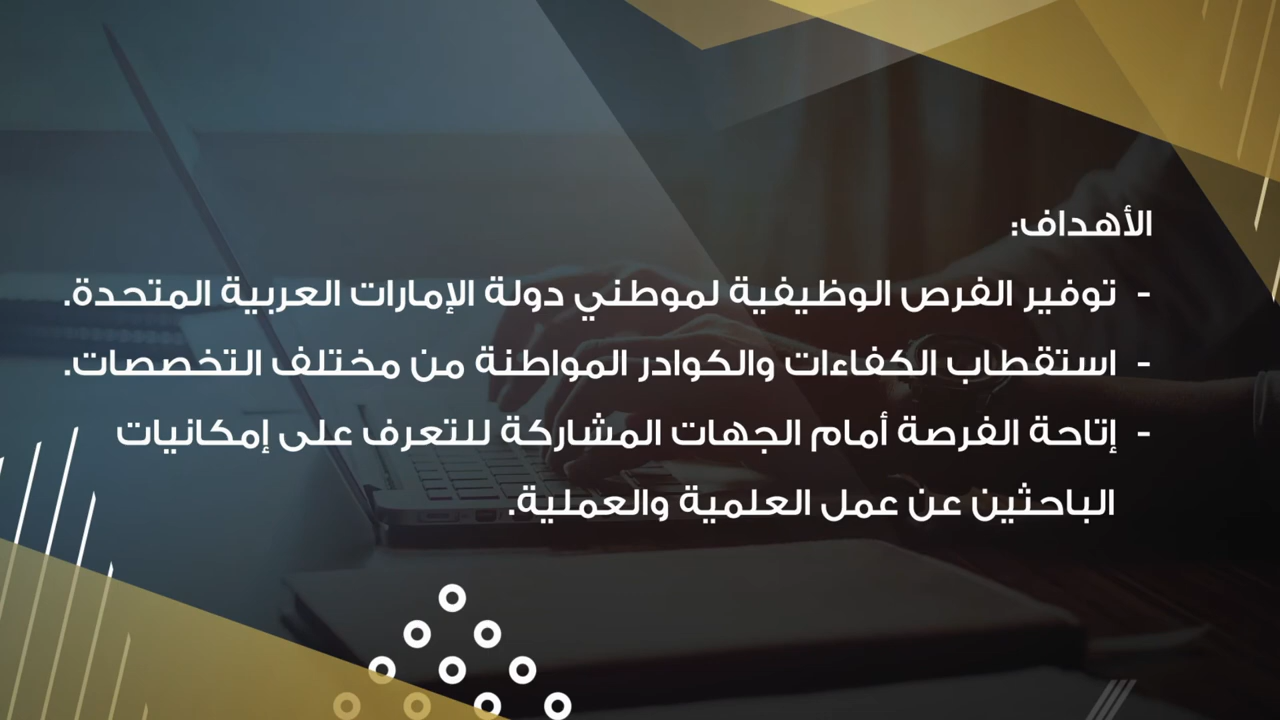 الأهداف:
- توفير الفرص الوظيفية لموطني دولة الإمارات العربية المتحدة.
- استقطاب الكفاءات والكوادر المواطنة من مختلف التخصصات.
- إتاحة الفرصة أمام الجهات المشاركة للتعرف على إمكانيات
الباحثين عن عمل العلمية والعملية.